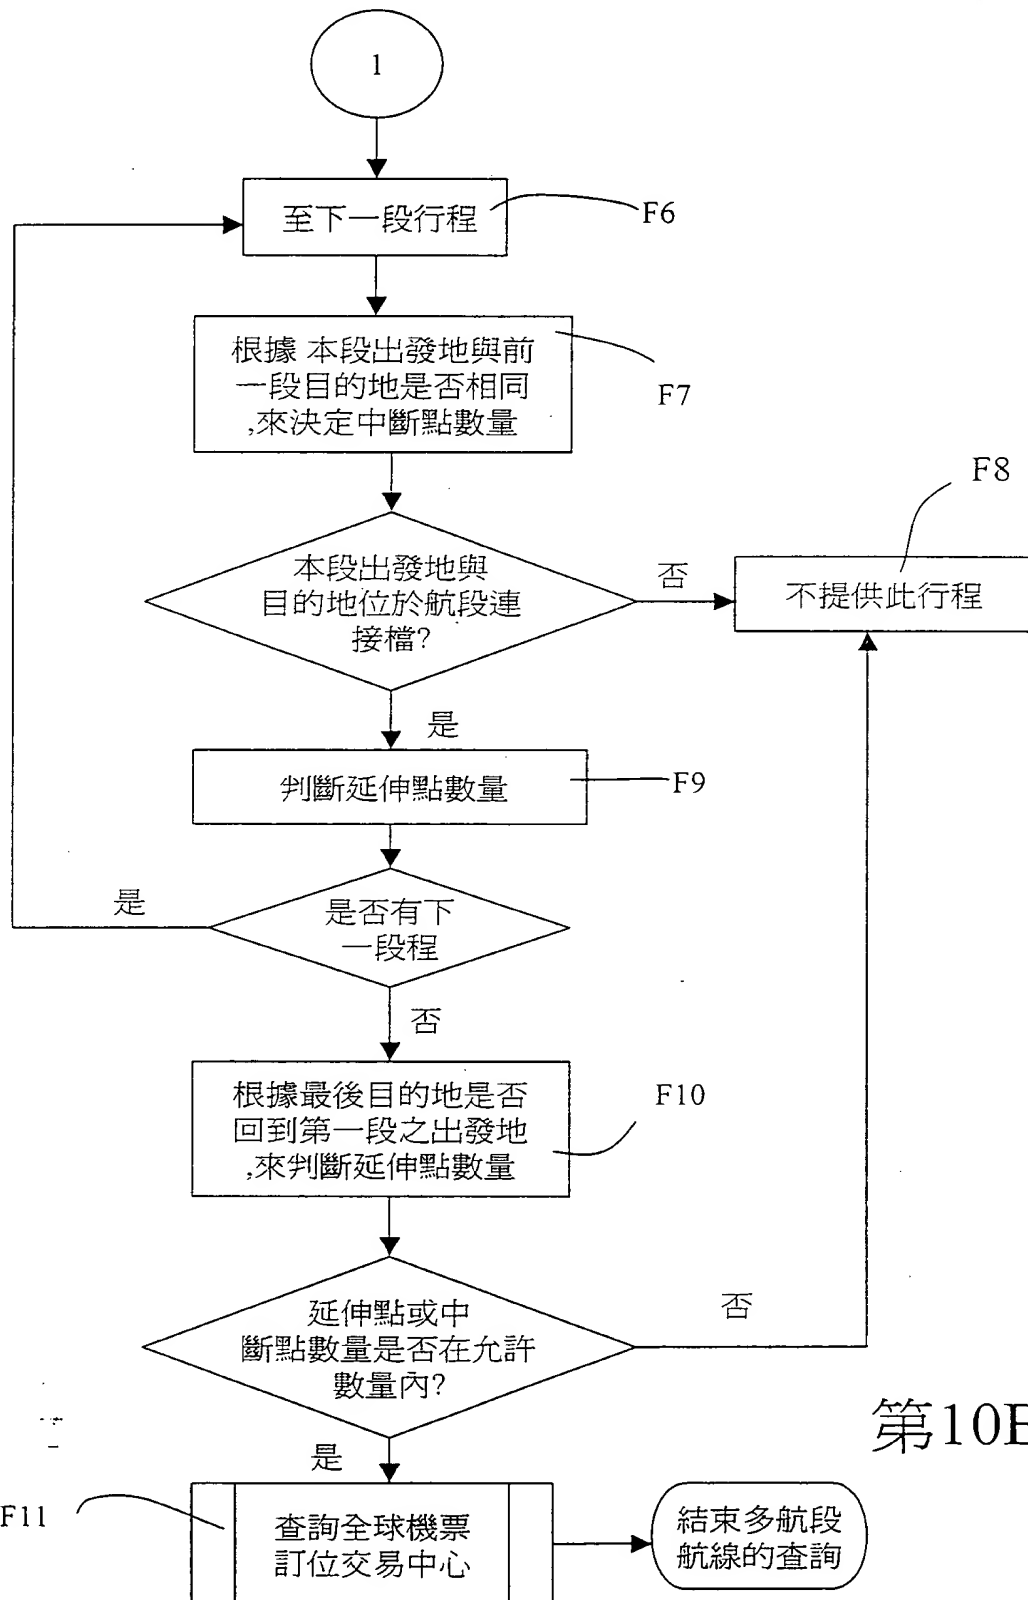 1
至下一段行程
F6
根據 本段出發地與前
一段目的地是否相同
,來決定中斷點數量
F7
本段出發地與
目的地位於航段連
接檔?
否
F8
不提供此行程
是
判斷延伸點數量
F9
是
是否有下
一段程
否
根據最後目的地是否
回到第一段之出發地
,來判斷延伸點數量
F10
延伸點或中
斷點數量是否在允許
數量內?
否
是
第10B
F11
查詢全球機票
訂位交易中心
結束多航段
航線的查詢